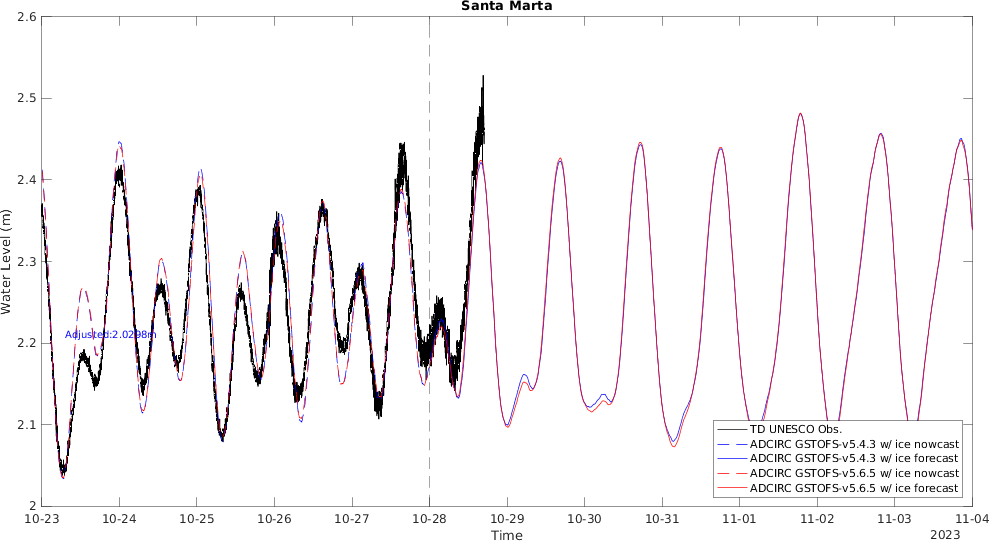 Santa Marta
2.6
2.5
2.4
2.3
2.2
2.1
2
Water Level (m)
Adjusted:2.0298m
TD UNESCO Obs.
ADCIRC GSTOFS-v5.4.3 w/ ice nowcast
ADCIRC GSTOFS-v5.4.3 w/ ice forecast
ADCIRC GSTOFS-v5.6.5 w/ ice nowcast
ADCIRC GSTOFS-v5.6.5 w/ ice forecast
10-23 10-24 10-25 10-26 10-27 10-28 10-29 10-30 10-31 11-01 11-02 11-03 11-04
Time
2023